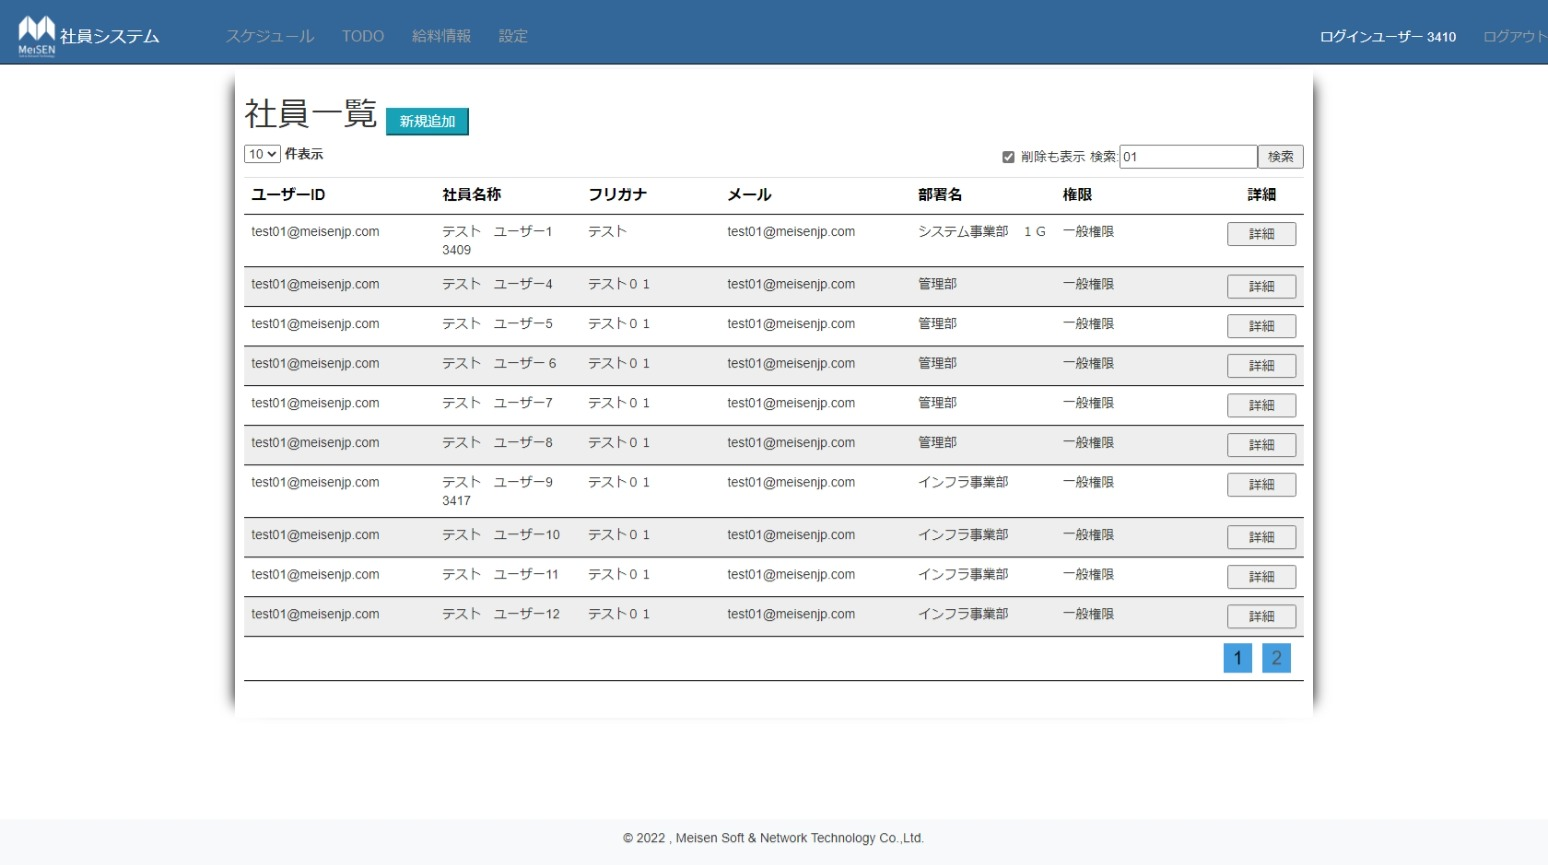 MeiSEN
社員システム スケジュール TODO 給料情報 設定 ログインユーザー 3410 ログアウト
社員一覧 新規追加
10 件表示 削除も表示 検索: 01 検索
ユーザーID 社員名称 フリガナ メール 部署名 権限 詳細
test01@meisenjp.com テスト　ユーザー1 テスト test01@meisenjp.com システム事業部　１Ｇ 一般権限 詳細
3409
test01@meisenjp.com テスト　ユーザー4 テスト０１ test01@meisenjp.com 管理部 一般権限 詳細
test01@meisenjp.com テスト　ユーザー5 テスト０１ test01@meisenjp.com 管理部 一般権限 詳細
test01@meisenjp.com テスト　ユーザー６ テスト０１ test01@meisenjp.com 管理部 一般権限 詳細
test01@meisenjp.com テスト　ユーザー7 テスト０１ test01@meisenjp.com 管理部 一般権限 詳細
test01@meisenjp.com テスト　ユーザー8 テスト０１ test01@meisenjp.com 管理部 一般権限 詳細
test01@meisenjp.com テスト　ユーザー9 テスト０１ test01@meisenjp.com インフラ事業部 一般権限 詳細
3417
test01@meisenjp.com テスト　ユーザー10 テスト０１ test01@meisenjp.com インフラ事業部 一般権限 詳細
test01@meisenjp.com テスト　ユーザー11 テスト０１ test01@meisenjp.com インフラ事業部 一般権限 詳細
test01@meisenjp.com テスト　ユーザー12 テスト０１ test01@meisenjp.com インフラ事業部 一般権限 詳細
1 2
© 2022 , Meisen Soft & Network Technology Co.,Ltd.